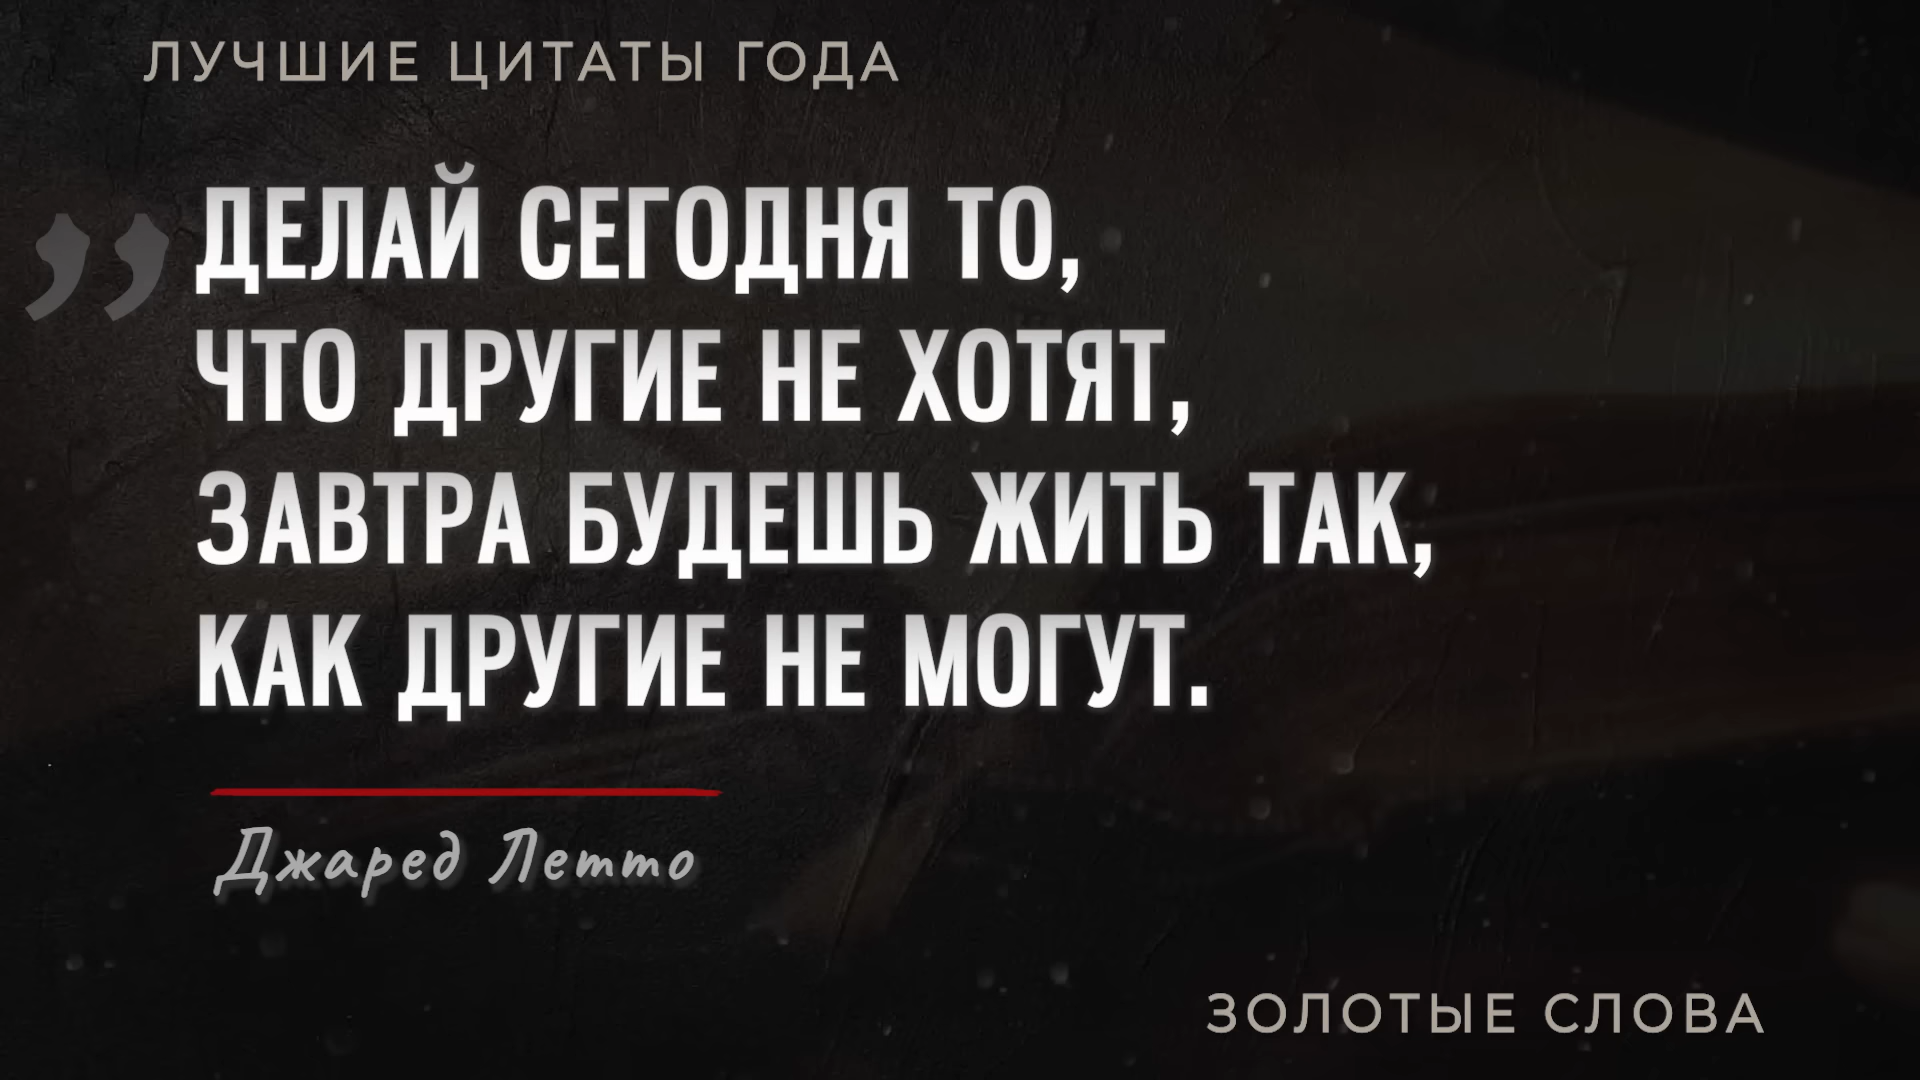 ЛУЧШИЕ ЦИТАТЫ ГОДА
” ДЕЛАЙ СЕГОДНЯ ТО,
ЧТО ДРУГИЕ НЕ ХОТЯТ,
ЗАВТРА БУДЕШЬ ЖИТЬ ТАК,
КАК ДРУГИЕ НЕ МОГУТ.
Джаред Летто
ЗОЛОТЫЕ СЛОВА